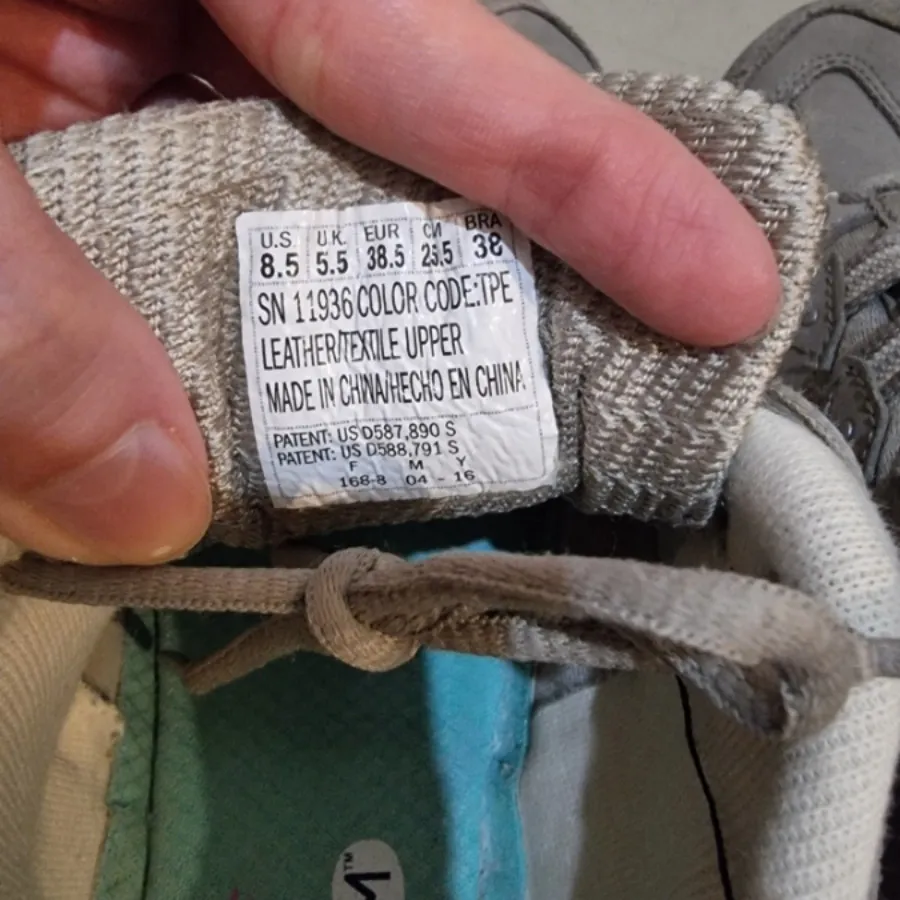 U.S. U.K. EUR CM BRA
8.5 5.5 38.5 25.5 38
SN 11936 COLOR CODE:TPE
LEATHER/TEXTILE UPPER
MADE IN CHINA/HECHO EN CHINA
PATENT: US D587,890 S
PATENT: US D588,791 S
F M Y
168-8 04 - 16
TM
M